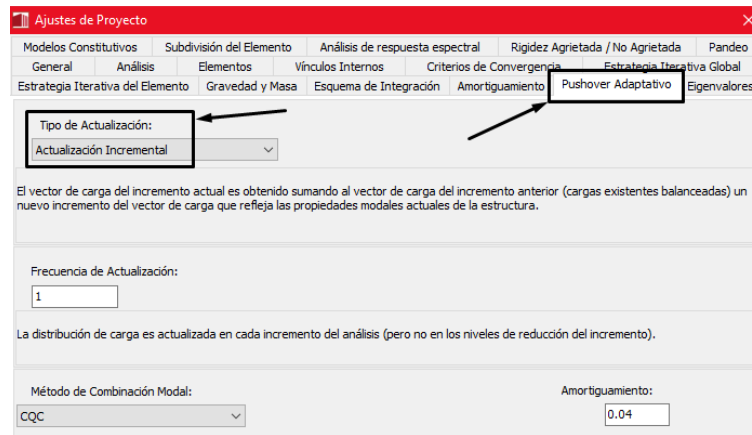 Ajustes de Proyecto
Modelos Constitutivos Subdivisión del Elemento Análisis de respuesta espectral Rigidez Agrietada / No Agrietada Pandeo
General Análisis Elementos Vínculos Internos Criterios de Convergencia Estrategia Iterativa Global
Estrategia Iterativa del Elemento Gravedad y Masa Esquema de Integración Amortiguamiento Pushover Adaptativo Eigenvalores
Tipo de Actualización:
Actualización Incremental
El vector de carga del incremento actual es obtenido sumando al vector de carga del incremento anterior (cargas existentes balanceadas) un
nuevo incremento del vector de carga que refleja las propiedades modales actuales de la estructura.
Frecuencia de Actualización:
1
La distribución de carga es actualizada en cada incremento del análisis (pero no en los niveles de reducción del incremento).
Método de Combinación Modal: Amortiguamiento:
CQC 0.04